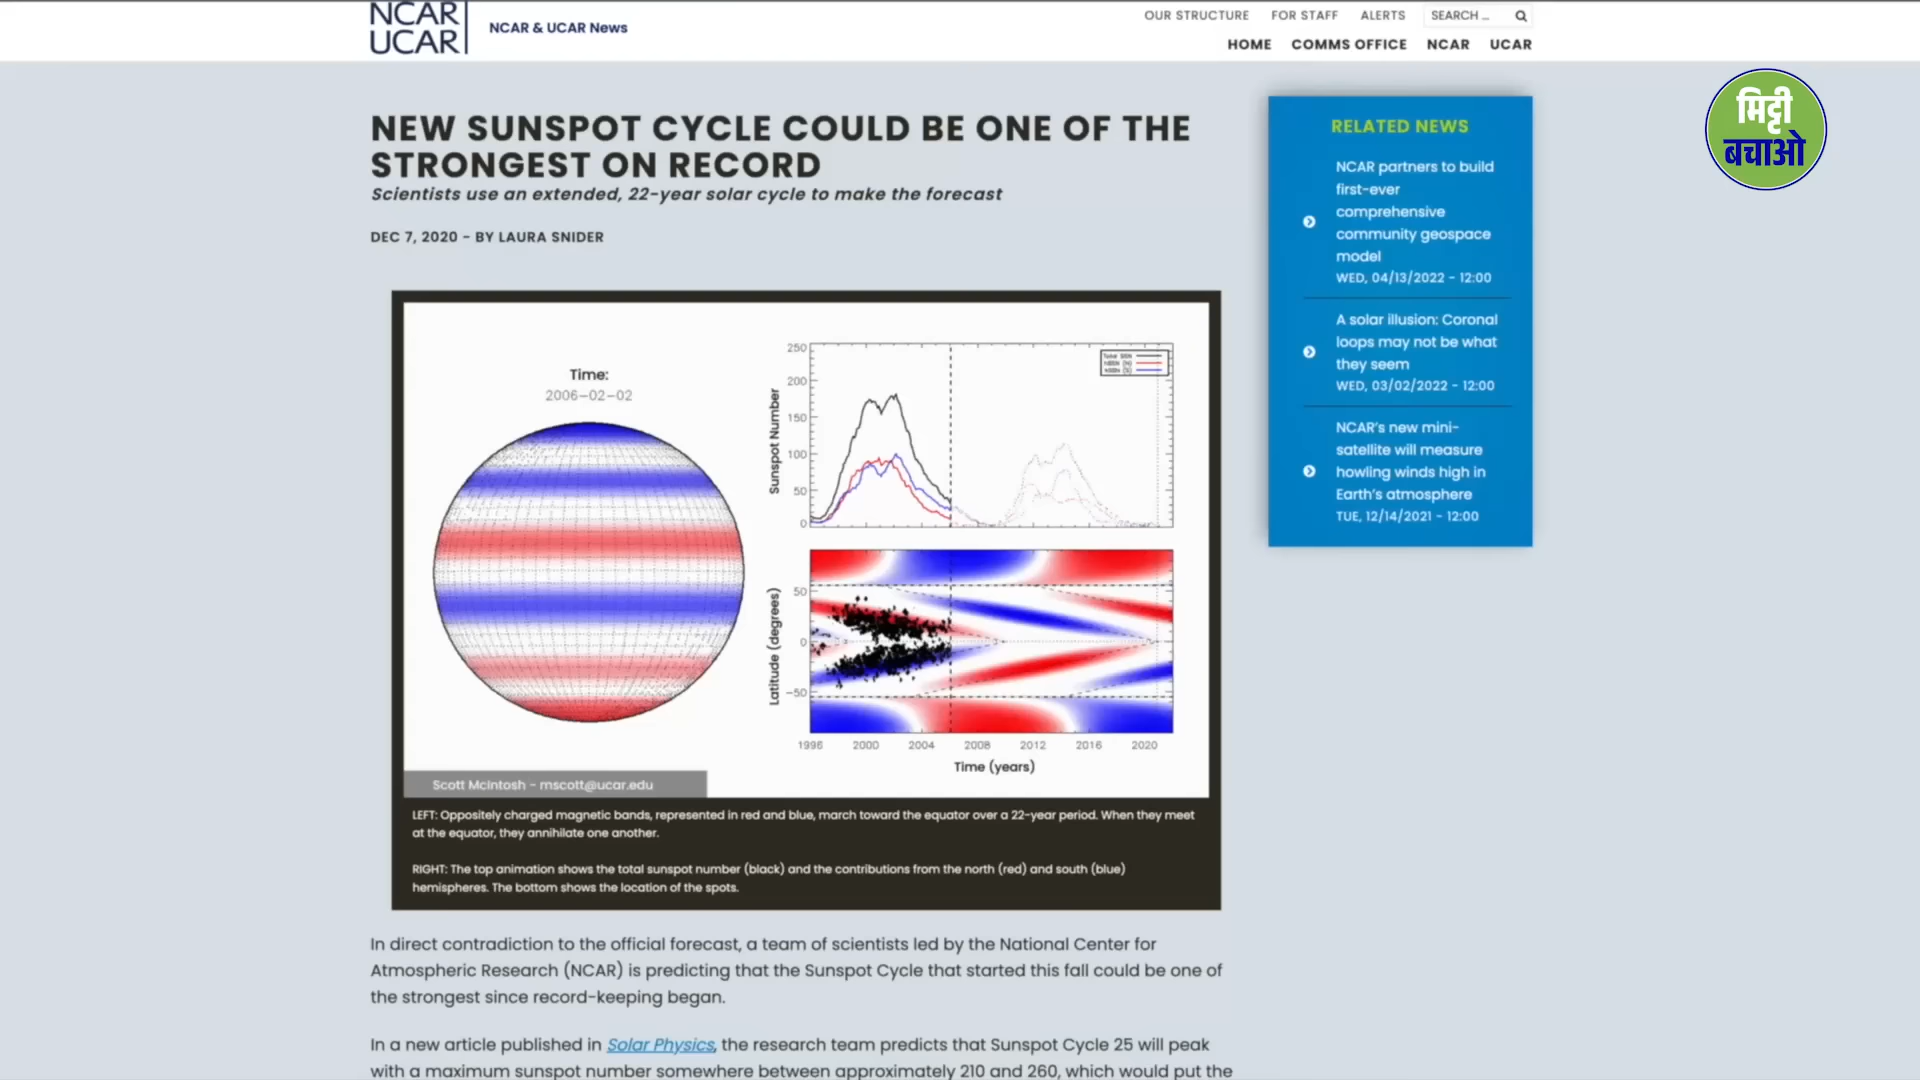 NCAR
UCAR
NCAR & UCAR News
OUR STRUCTURE FOR STAFF ALERTS SEARCH ...
HOME COMMS OFFICE NCAR UCAR
मिट्टी
बचाओ
NEW SUNSPOT CYCLE COULD BE ONE OF THE
STRONGEST ON RECORD
Scientists use an extended, 22-year solar cycle to make the forecast
DEC 7, 2020 - BY LAURA SNIDER
RELATED NEWS
NCAR partners to build
first-ever
comprehensive
community geospace
model
WED, 04/13/2022 - 12:00
A solar illusion: Coronal
loops may not be what
they seem
WED, 03/02/2022 - 12:00
NCAR's new mini-
satellite will measure
howling winds high in
Earth's atmosphere
TUE, 12/14/2021 - 12:00
Time:
2006-02-02
Sunspot Number
250
200
150
100
50
0
Total SSN
hSSN (N)
hSSN (S)
Latitude (degrees)
50
0
-50
1996 2000 2004 2008 2012 2016 2020
Time (years)
Scott McIntosh - mscott@ucar.edu
LEFT: Oppositely charged magnetic bands, represented in red and blue, march toward the equator over a 22-year period. When they meet
at the equator, they annihilate one another.
RIGHT: The top animation shows the total sunspot number (black) and the contributions from the north (red) and south (blue)
hemispheres. The bottom shows the location of the spots.
In direct contradiction to the official forecast, a team of scientists led by the National Center for
Atmospheric Research (NCAR) is predicting that the Sunspot Cycle that started this fall could be one of
the strongest since record-keeping began.
In a new article published in Solar Physics, the research team predicts that Sunspot Cycle 25 will peak
with a maximum sunspot number somewhere between approximately 210 and 260, which would put the